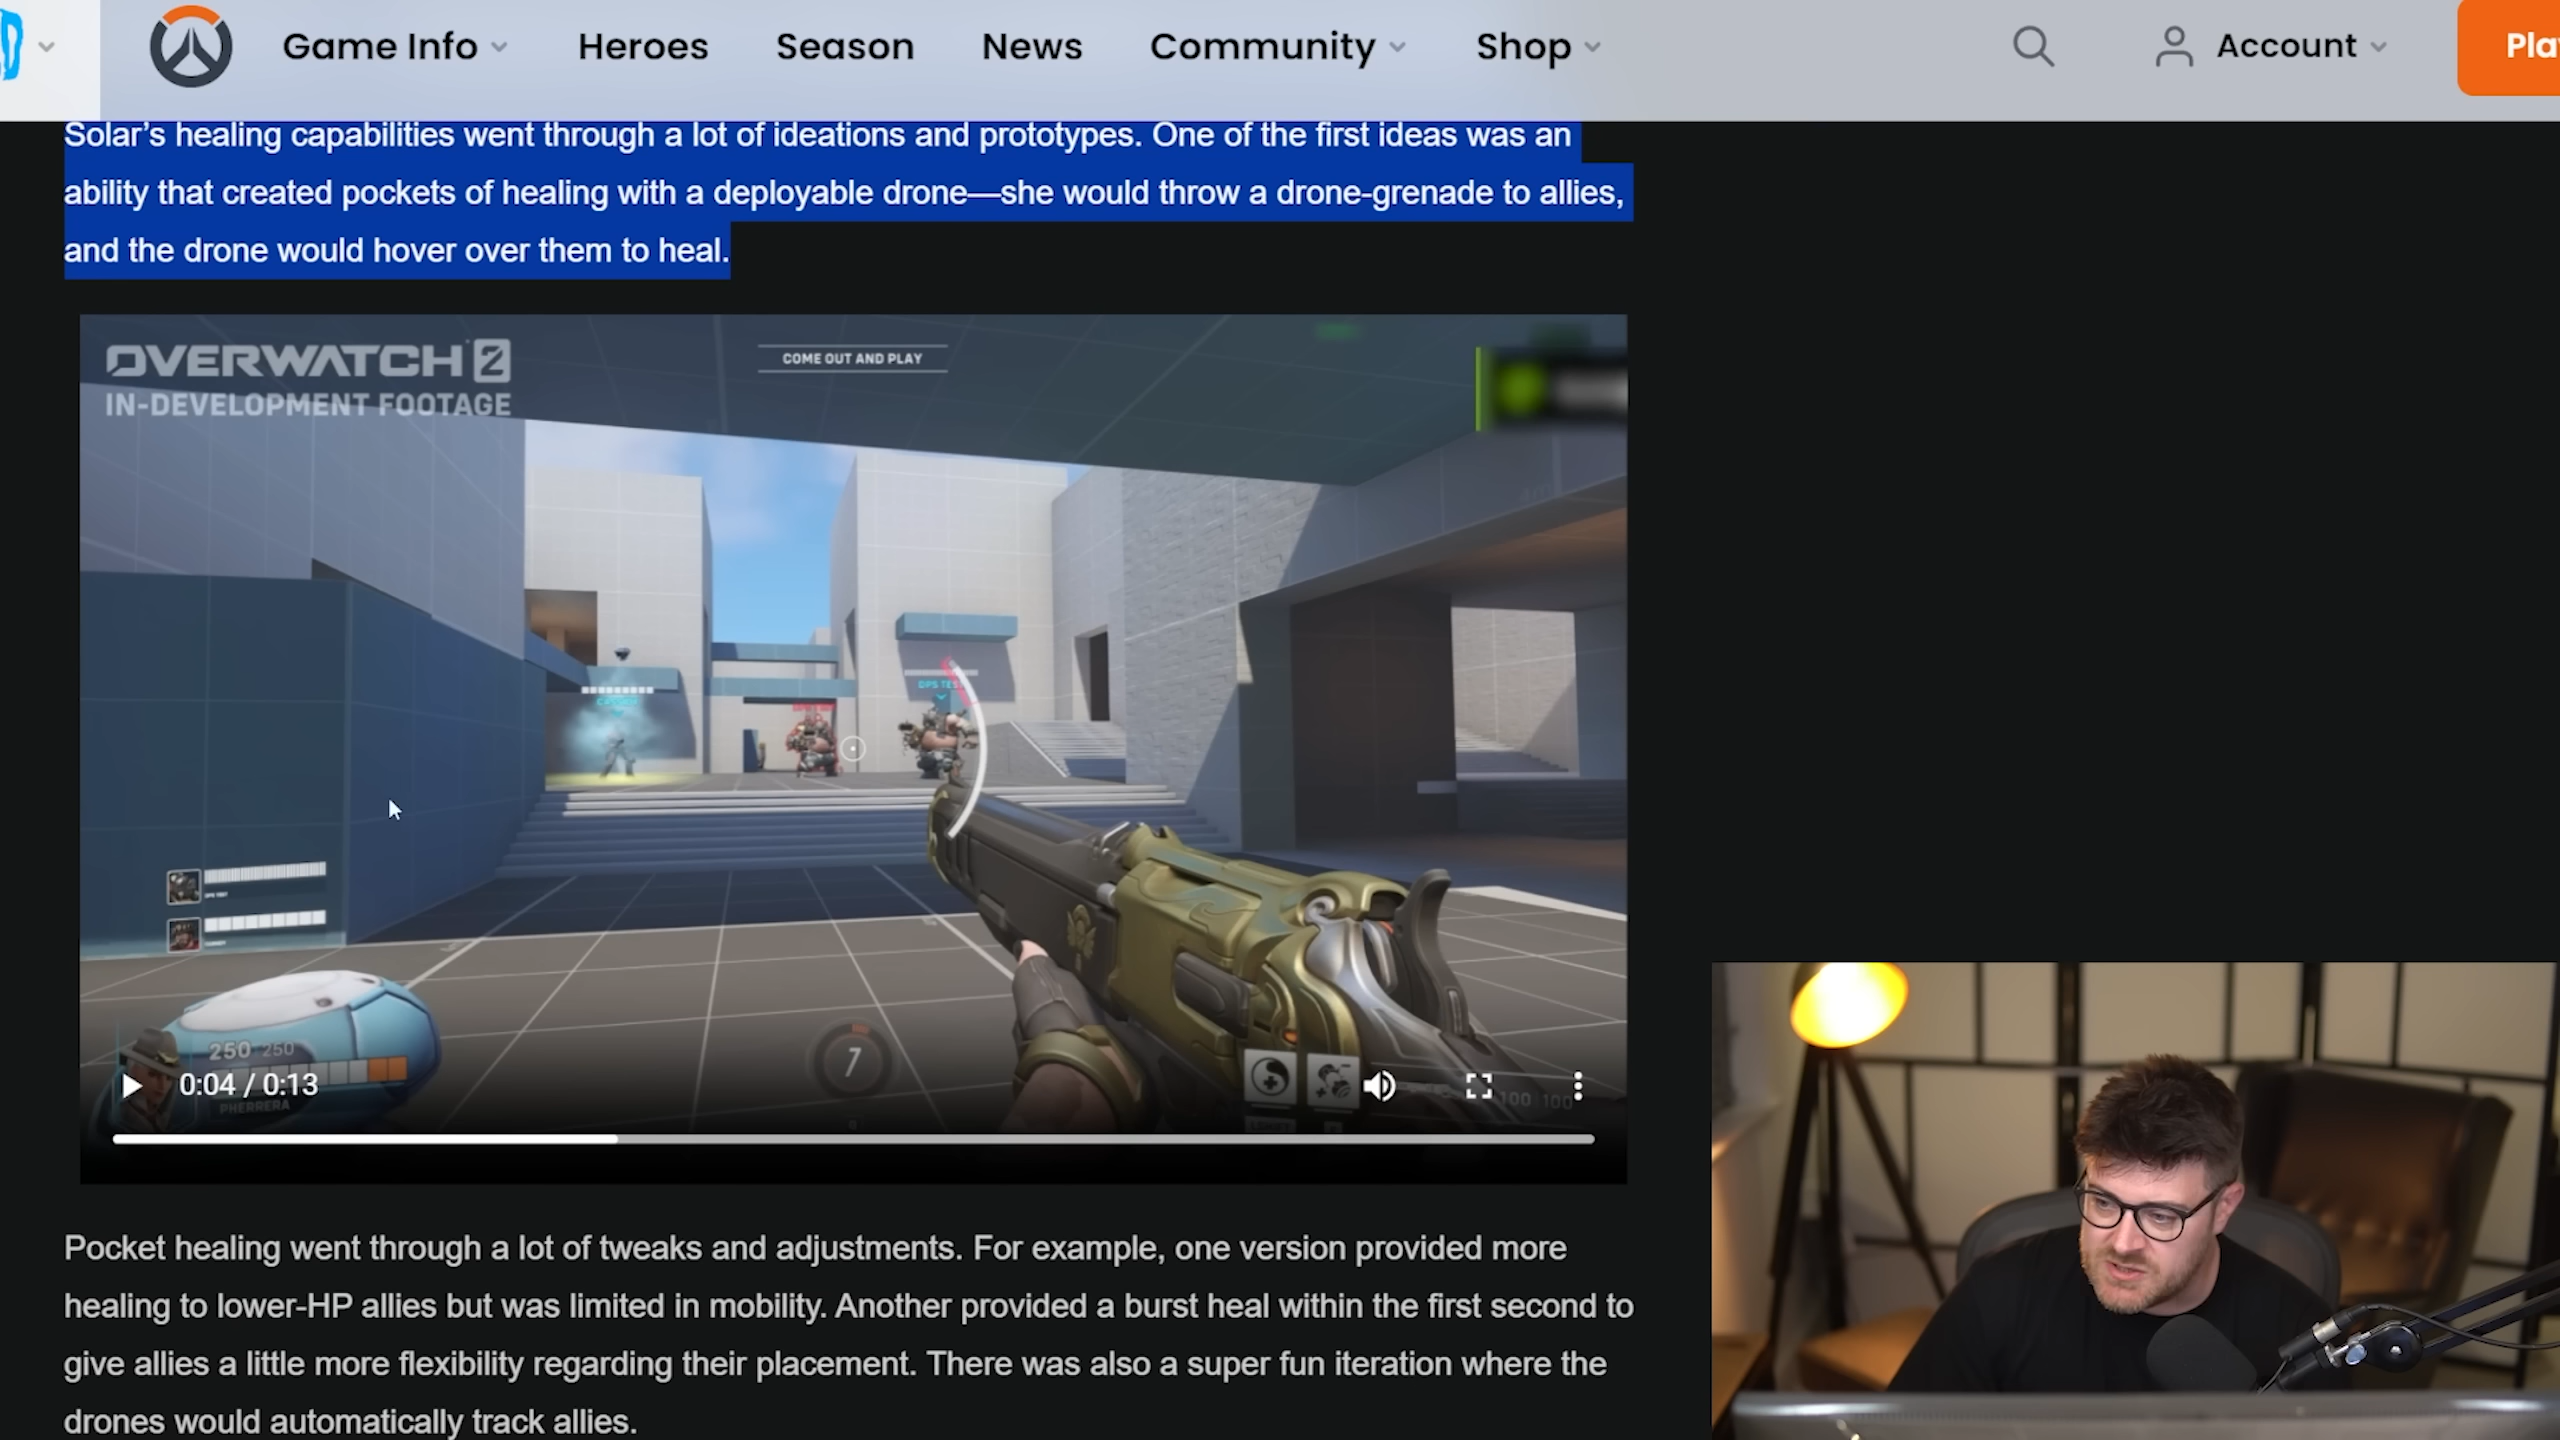 Game Info
Heroes
Season
News
Community
Shop
Account
Solar’s healing capabilities went through a lot of ideations and prototypes. One of the first ideas was an
ability that created pockets of healing with a deployable drone—she would throw a drone-grenade to allies,
and the drone would hover over them to heal.
OVERWATCH 2
IN-DEVELOPMENT FOOTAGE
COME OUT AND PLAY
DPS TES
250 250
7
0:04 / 0:13
PHERRERA
100 100
Pocket healing went through a lot of tweaks and adjustments. For example, one version provided more
healing to lower-HP allies but was limited in mobility. Another provided a burst heal within the first second to
give allies a little more flexibility regarding their placement. There was also a super fun iteration where the
drones would automatically track allies.